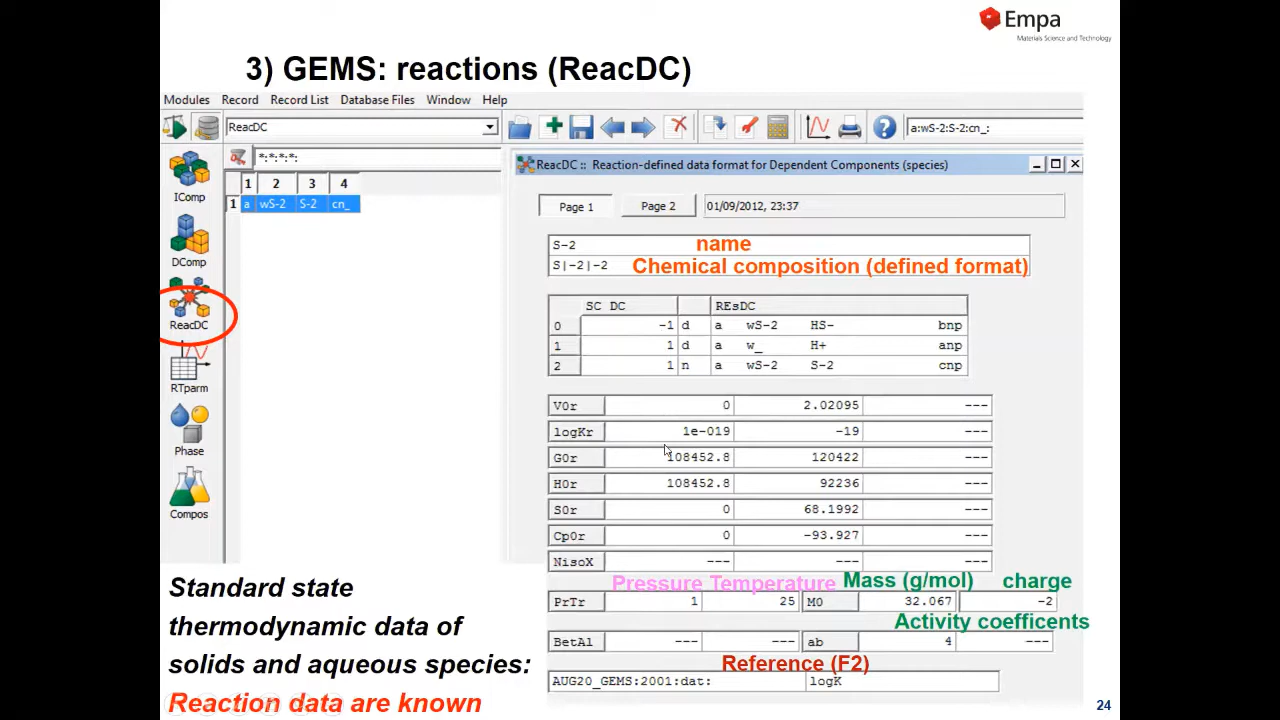 Empa
Materials Science and Technology
3) GEMS: reactions (ReacDC)
Modules Record Record List Database Files Window Help
ReacDC
a:wS-2:S-2:cn_:
*:*:*:*:
ReacDC :: Reaction-defined data format for Dependent Components (species)
1 2 3 4
1 a wS-2 S-2 cn_
IComp
DComp
ReacDC
RTparm
Phase
Compos
Page 1 Page 2 01/09/2012, 23:37
S-2 name
S|-2|-2 Chemical composition (defined format)
SC DC REsDC
0 -1 d a wS-2 HS- bnp
1 1 d a w_ H+ anp
2 1 n a wS-2 S-2 cnp
V0r 0 2.02095 ---
logKr 1e-019 -19 ---
G0r 108452.8 120422 ---
H0r 108452.8 92236 ---
S0r 0 68.1992 ---
Cp0r 0 -93.927 ---
NisoX --- --- ---
Pressure Temperature Mass (g/mol) charge
PrTr 1 25 M0 32.067 -2
Activity coefficents
BetAl --- --- ab 4 ---
Reference (F2)
AUG20_GEMS:2001:dat: logK
Standard state
thermodynamic data of
solids and aqueous species:
Reaction data are known
24